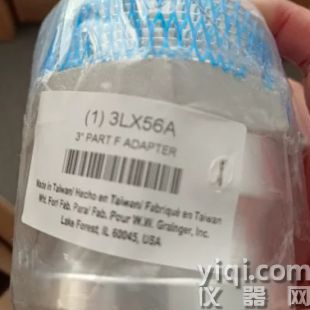 (1) 3LX56A
3" PART F ADAPTER
Made in Taiwan/ Hecho en Taiwan/ Fabriqué en Taiwan
Mfd. For/ Fab. Para/ Fab. Pour W.W. Grainger, Inc.
Lake Forest, IL 60045, USA
yiqi.com
仪器网